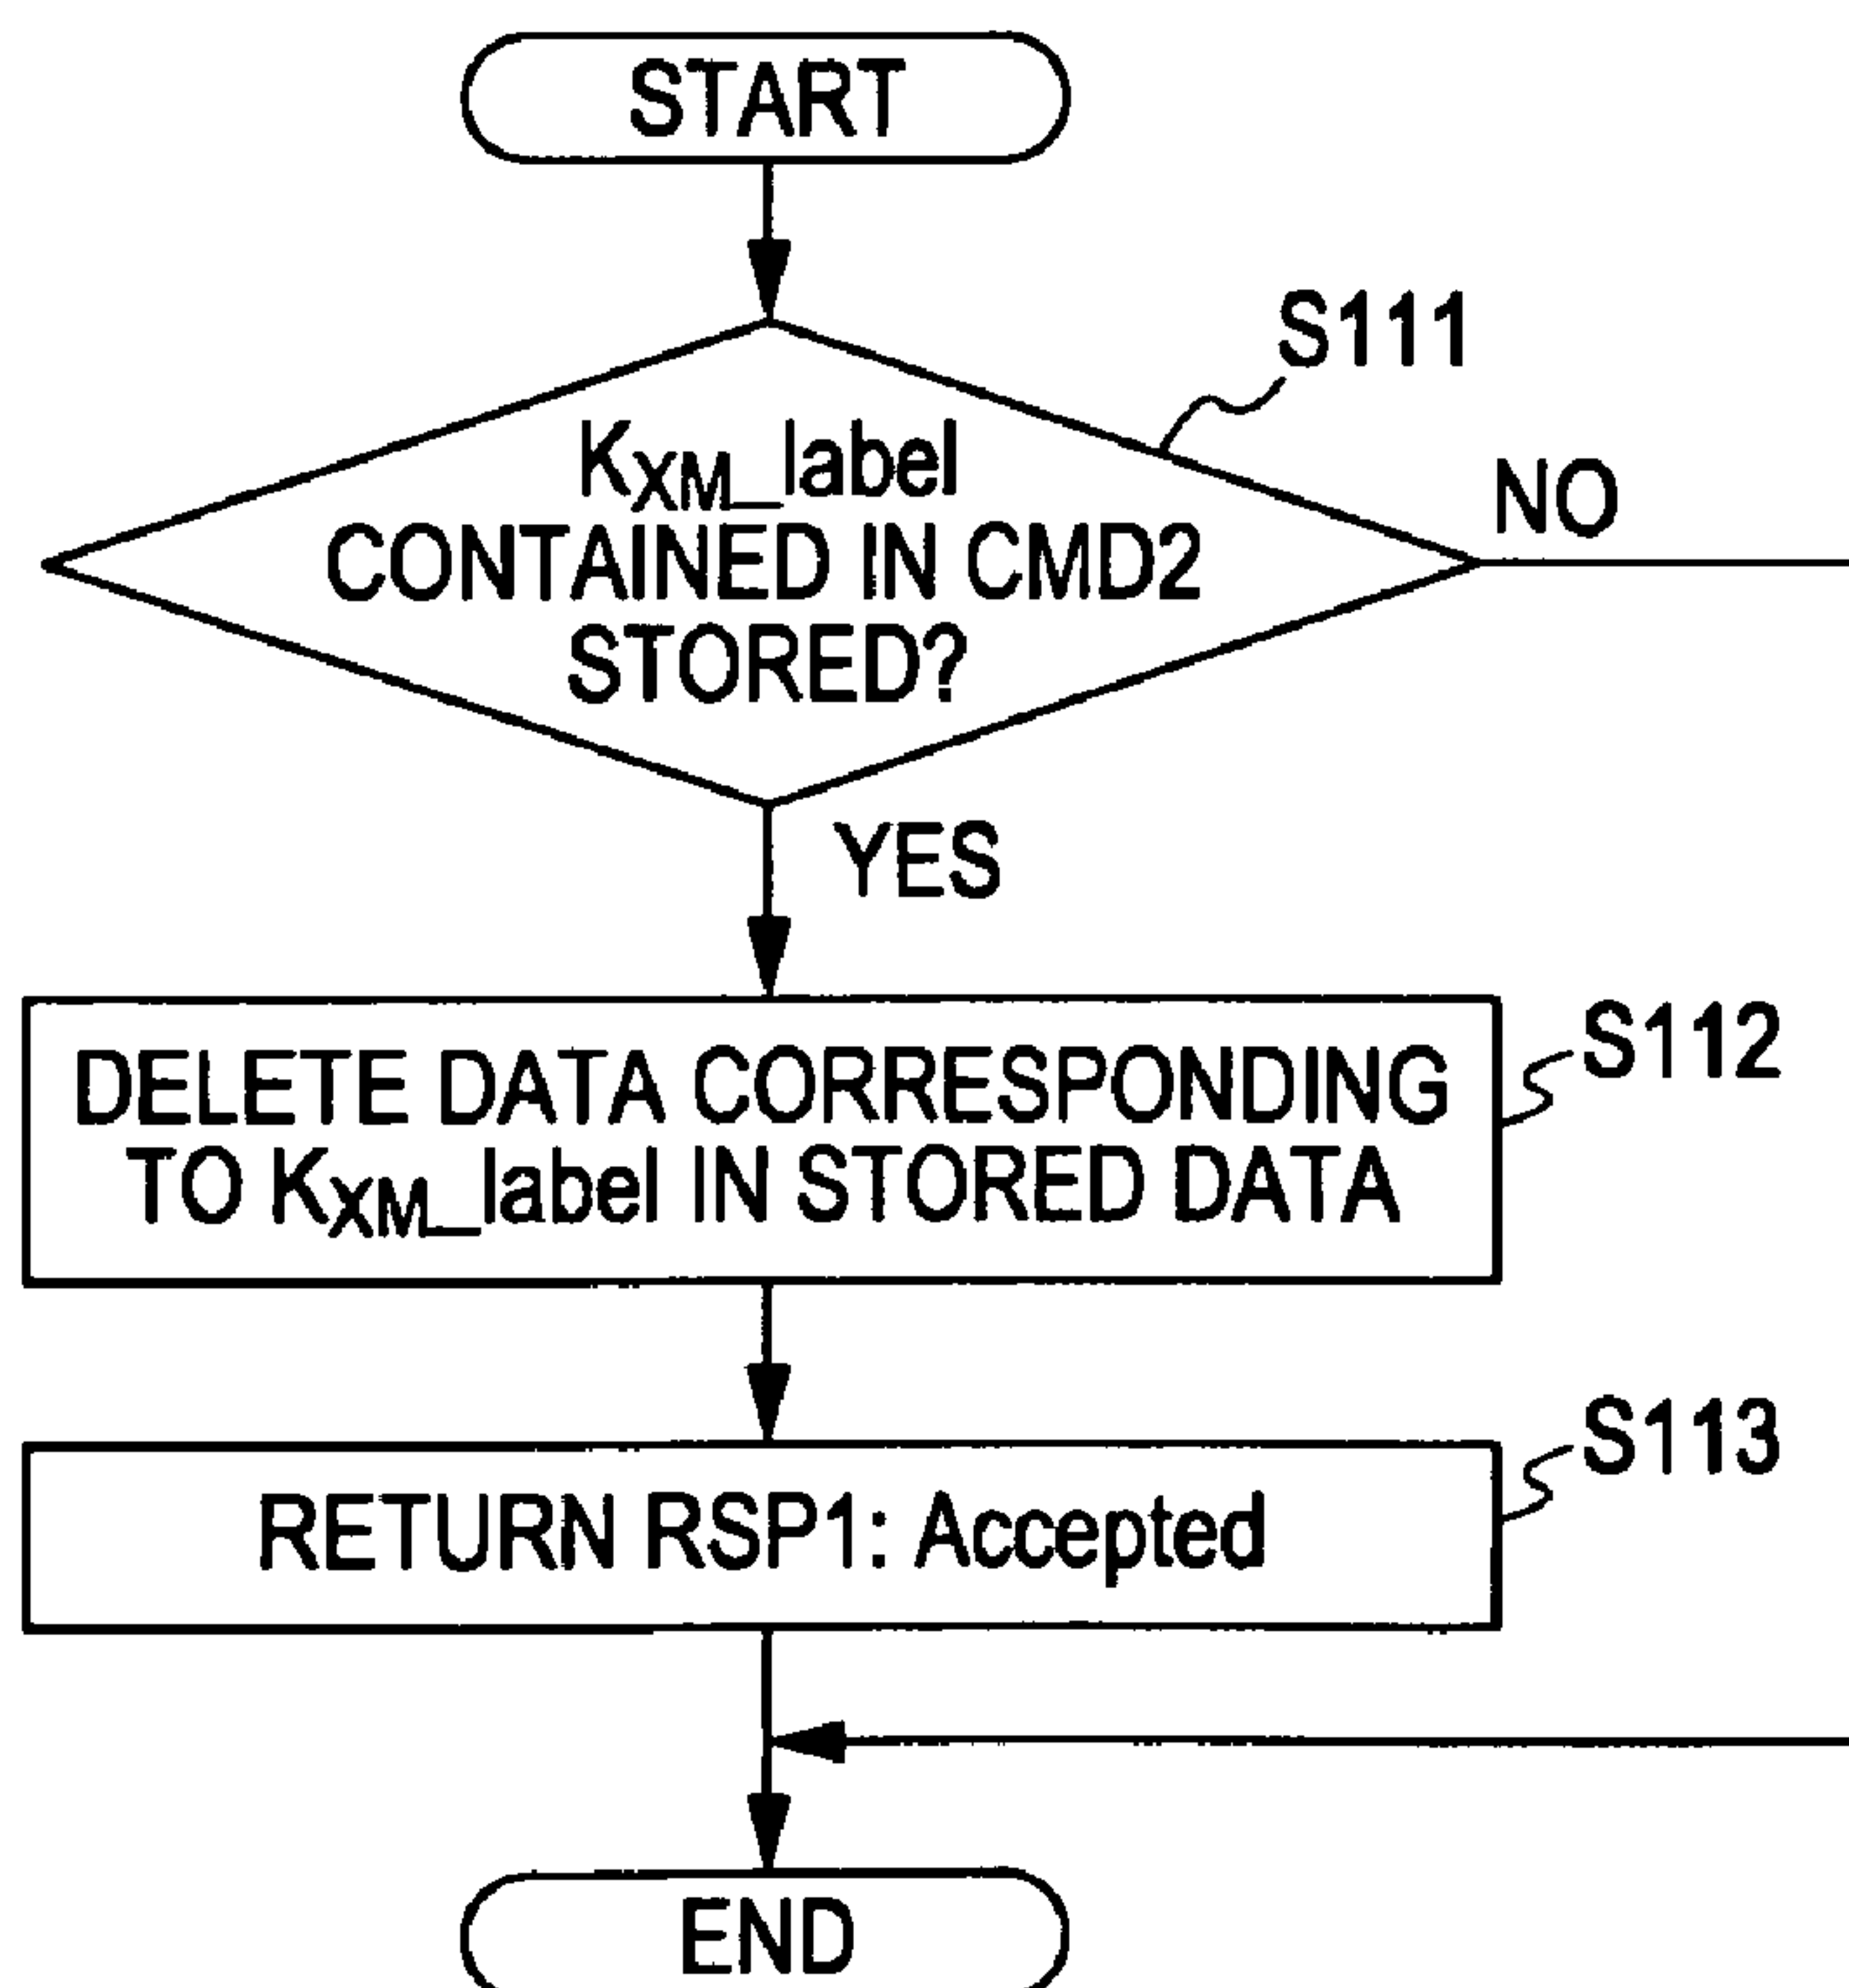 START
S111
KXM_label
CONTAINED IN CMD2
STORED?
NO
YES
DELETE DATA CORRESPONDING
TO KXM_label IN STORED DATA
S112
RETURN RSP1: Accepted
S113
END